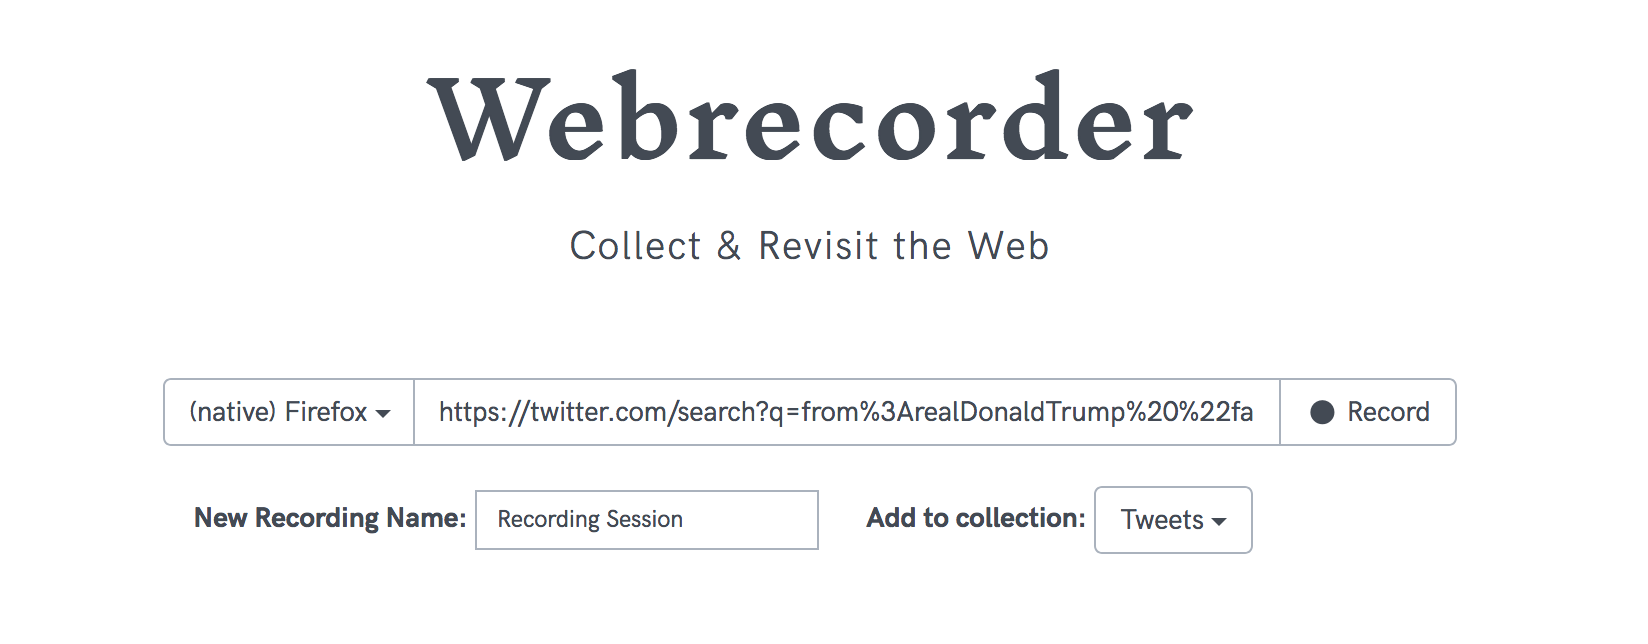 Webrecorder
Collect & Revisit the Web
(native) Firefox https://twitter.com/search?q=from%3ArealDonaldTrump%20%22fa Record
New Recording Name: Recording Session Add to collection: Tweets